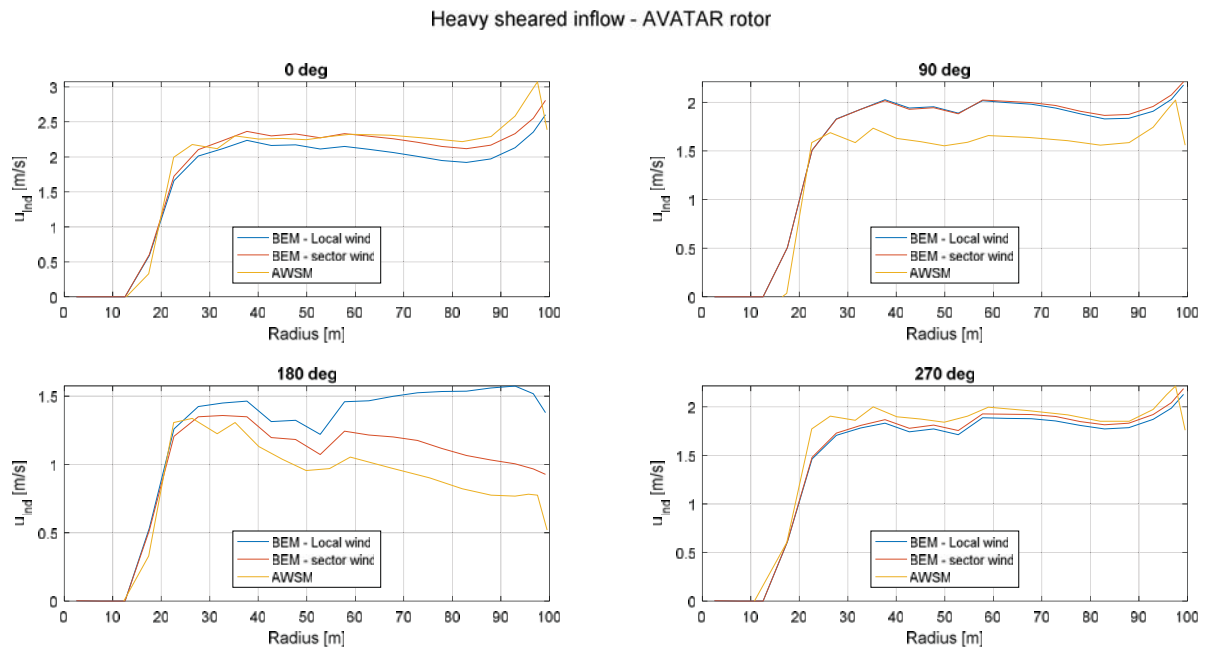 Heavy sheared inflow - AVATAR rotor
0 deg
3
2.5
2
1.5
1
0.5
0
u_Ind [m/s]
BEM - Local wind
BEM - sector wind
AWSM
0 10 20 30 40 50 60 70 80 90 100
Radius [m]
90 deg
2
1.5
1
0.5
0
u_Ind [m/s]
BEM - Local wind
BEM - sector wind
AWSM
0 10 20 30 40 50 60 70 80 90 100
Radius [m]
180 deg
1.5
1
0.5
0
u_Ind [m/s]
BEM - Local wind
BEM - sector wind
AWSM
0 10 20 30 40 50 60 70 80 90 100
Radius [m]
270 deg
2
1.5
1
0.5
0
u_Ind [m/s]
BEM - Local wind
BEM - sector wind
AWSM
0 10 20 30 40 50 60 70 80 90 100
Radius [m]